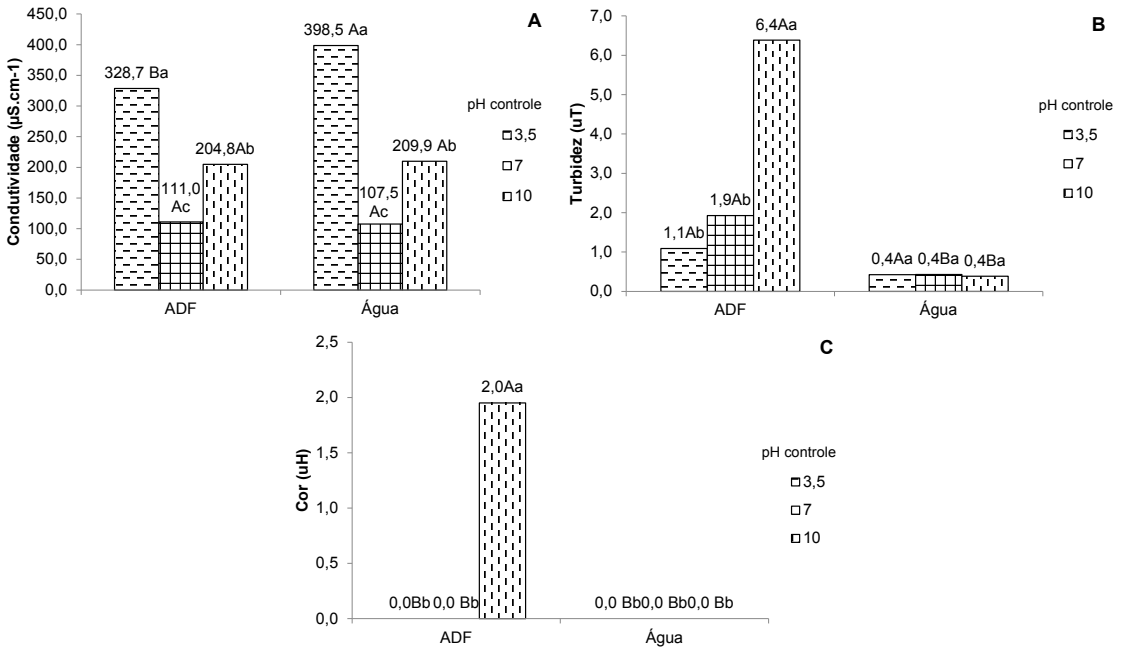 A
Condutividade (µS.cm-1)
450,0
400,0
350,0
300,0
250,0
200,0
150,0
100,0
50,0
0,0
328,7 Ba
111,0
Ac
204,8Ab
398,5 Aa
107,5
Ac
209,9 Ab
ADF
Água
pH controle
3,5
7
10
B
Turbidez (uT)
7,0
6,0
5,0
4,0
3,0
2,0
1,0
0,0
1,1Ab
1,9Ab
6,4Aa
0,4Aa 0,4Ba 0,4Ba
ADF
Água
pH controle
3,5
7
10
C
Cor (uH)
2,5
2,0
1,5
1,0
0,5
0,0
0,0Bb 0,0 Bb
2,0Aa
0,0 Bb0,0 Bb0,0 Bb
ADF
Água
pH controle
3,5
7
10